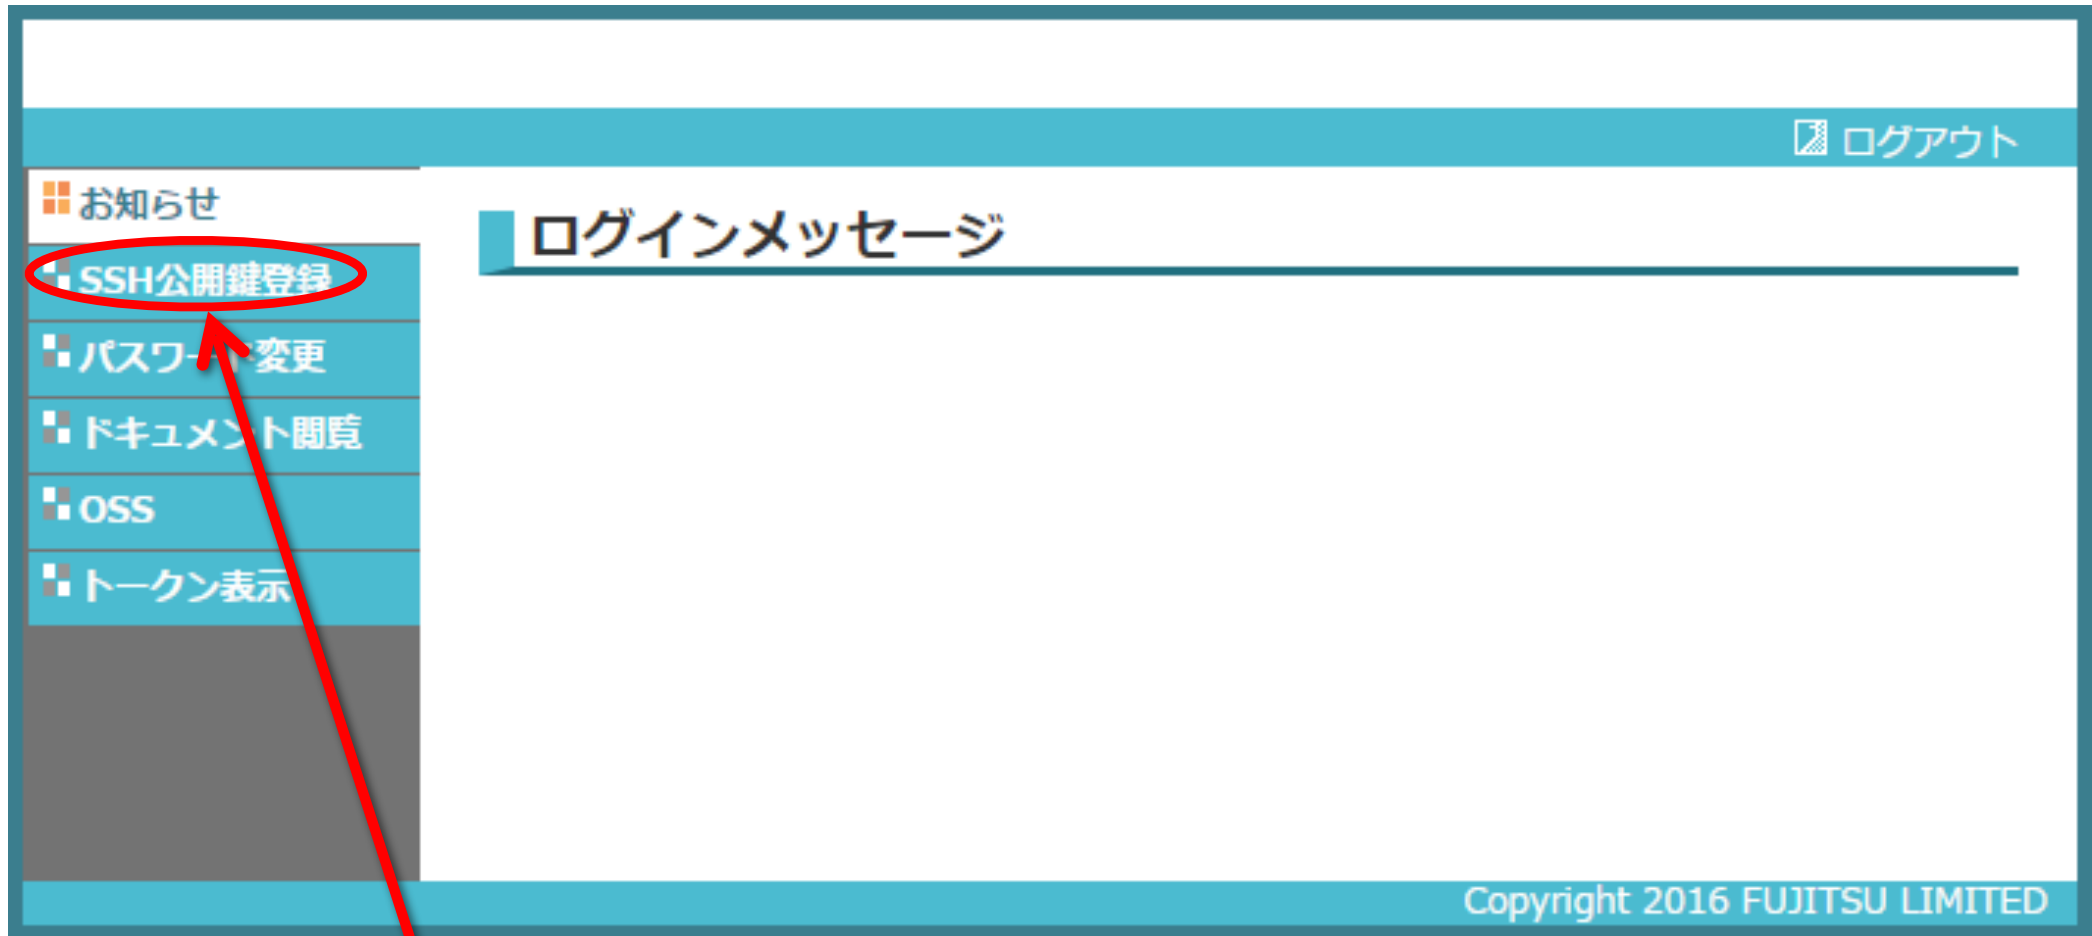 ログアウト
お知らせ
ログインメッセージ
SSH公開鍵登録
パスワード変更
ドキュメント閲覧
OSS
トークン表示
Copyright 2016 FUJITSU LIMITED